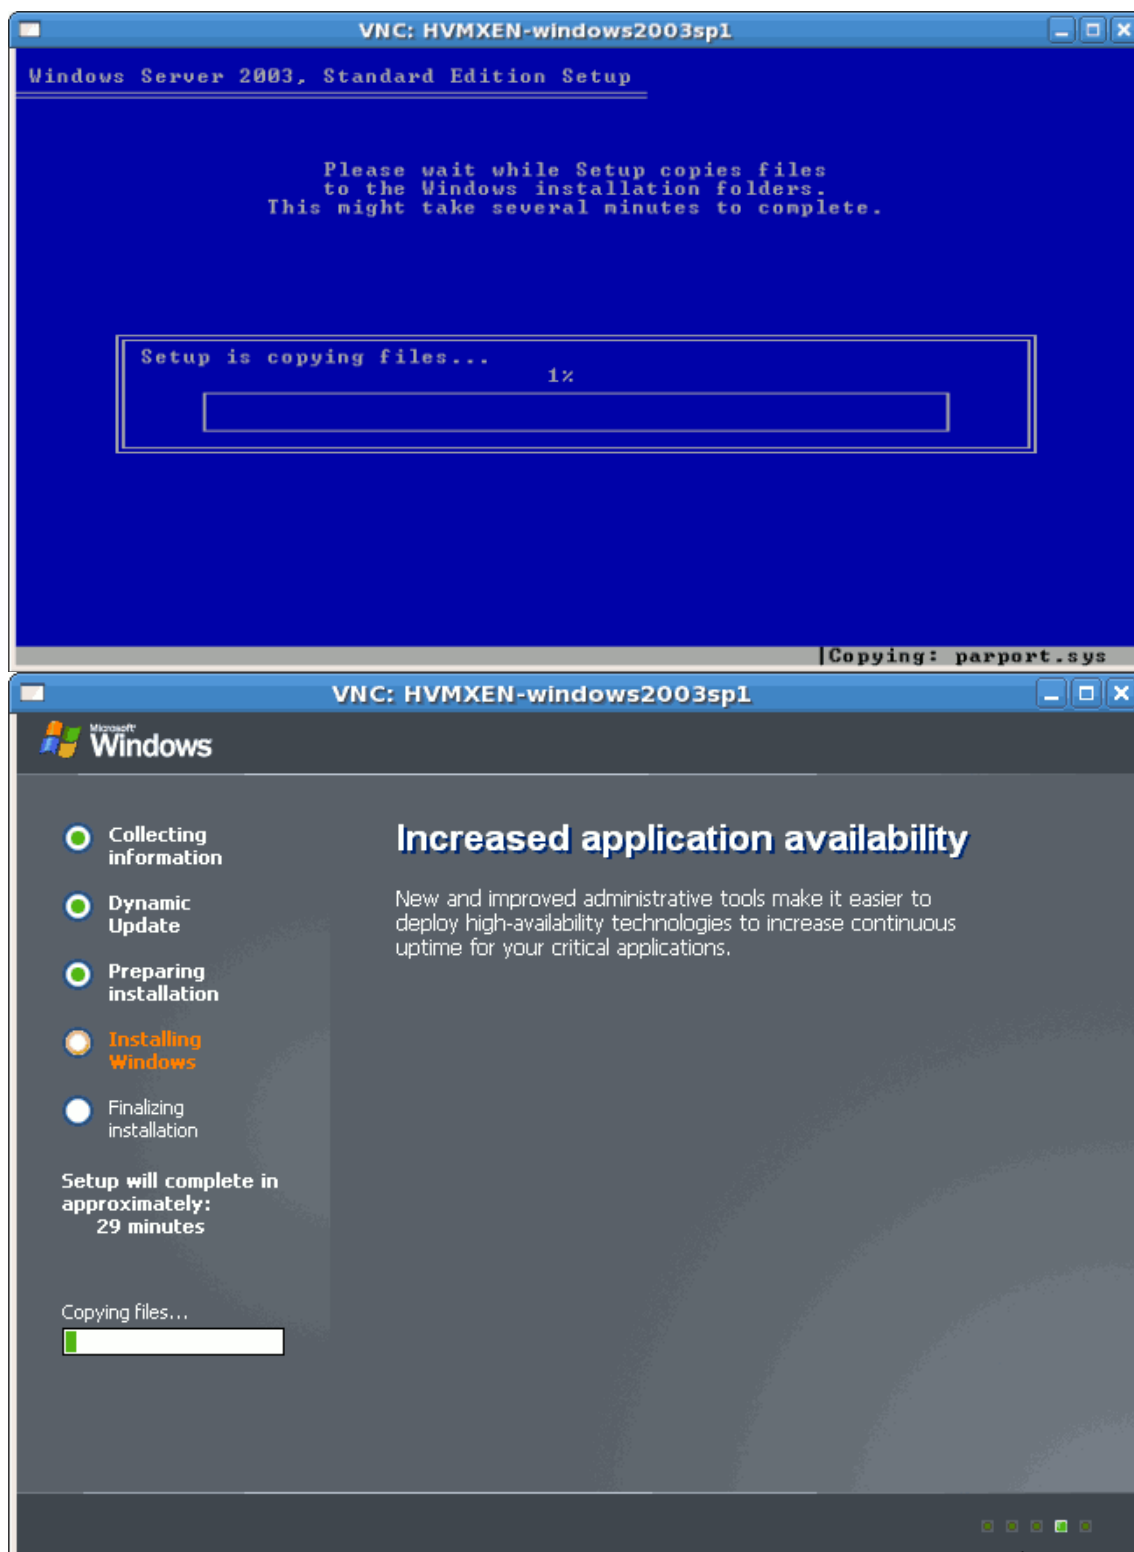 VNC: HVMXEN-windows2003sp1
Windows Server 2003, Standard Edition Setup
Please wait while Setup copies files
to the Windows installation folders.
This might take several minutes to complete.
Setup is copying files...
1%
|Copying: parport.sys
VNC: HVMXEN-windows2003sp1
Microsoft
Windows
Collecting
information
Dynamic
Update
Preparing
installation
Installing
Windows
Finalizing
installation
Setup will complete in
approximately:
29 minutes
Copying files...
Increased application availability
New and improved administrative tools make it easier to
deploy high-availability technologies to increase continuous
uptime for your critical applications.